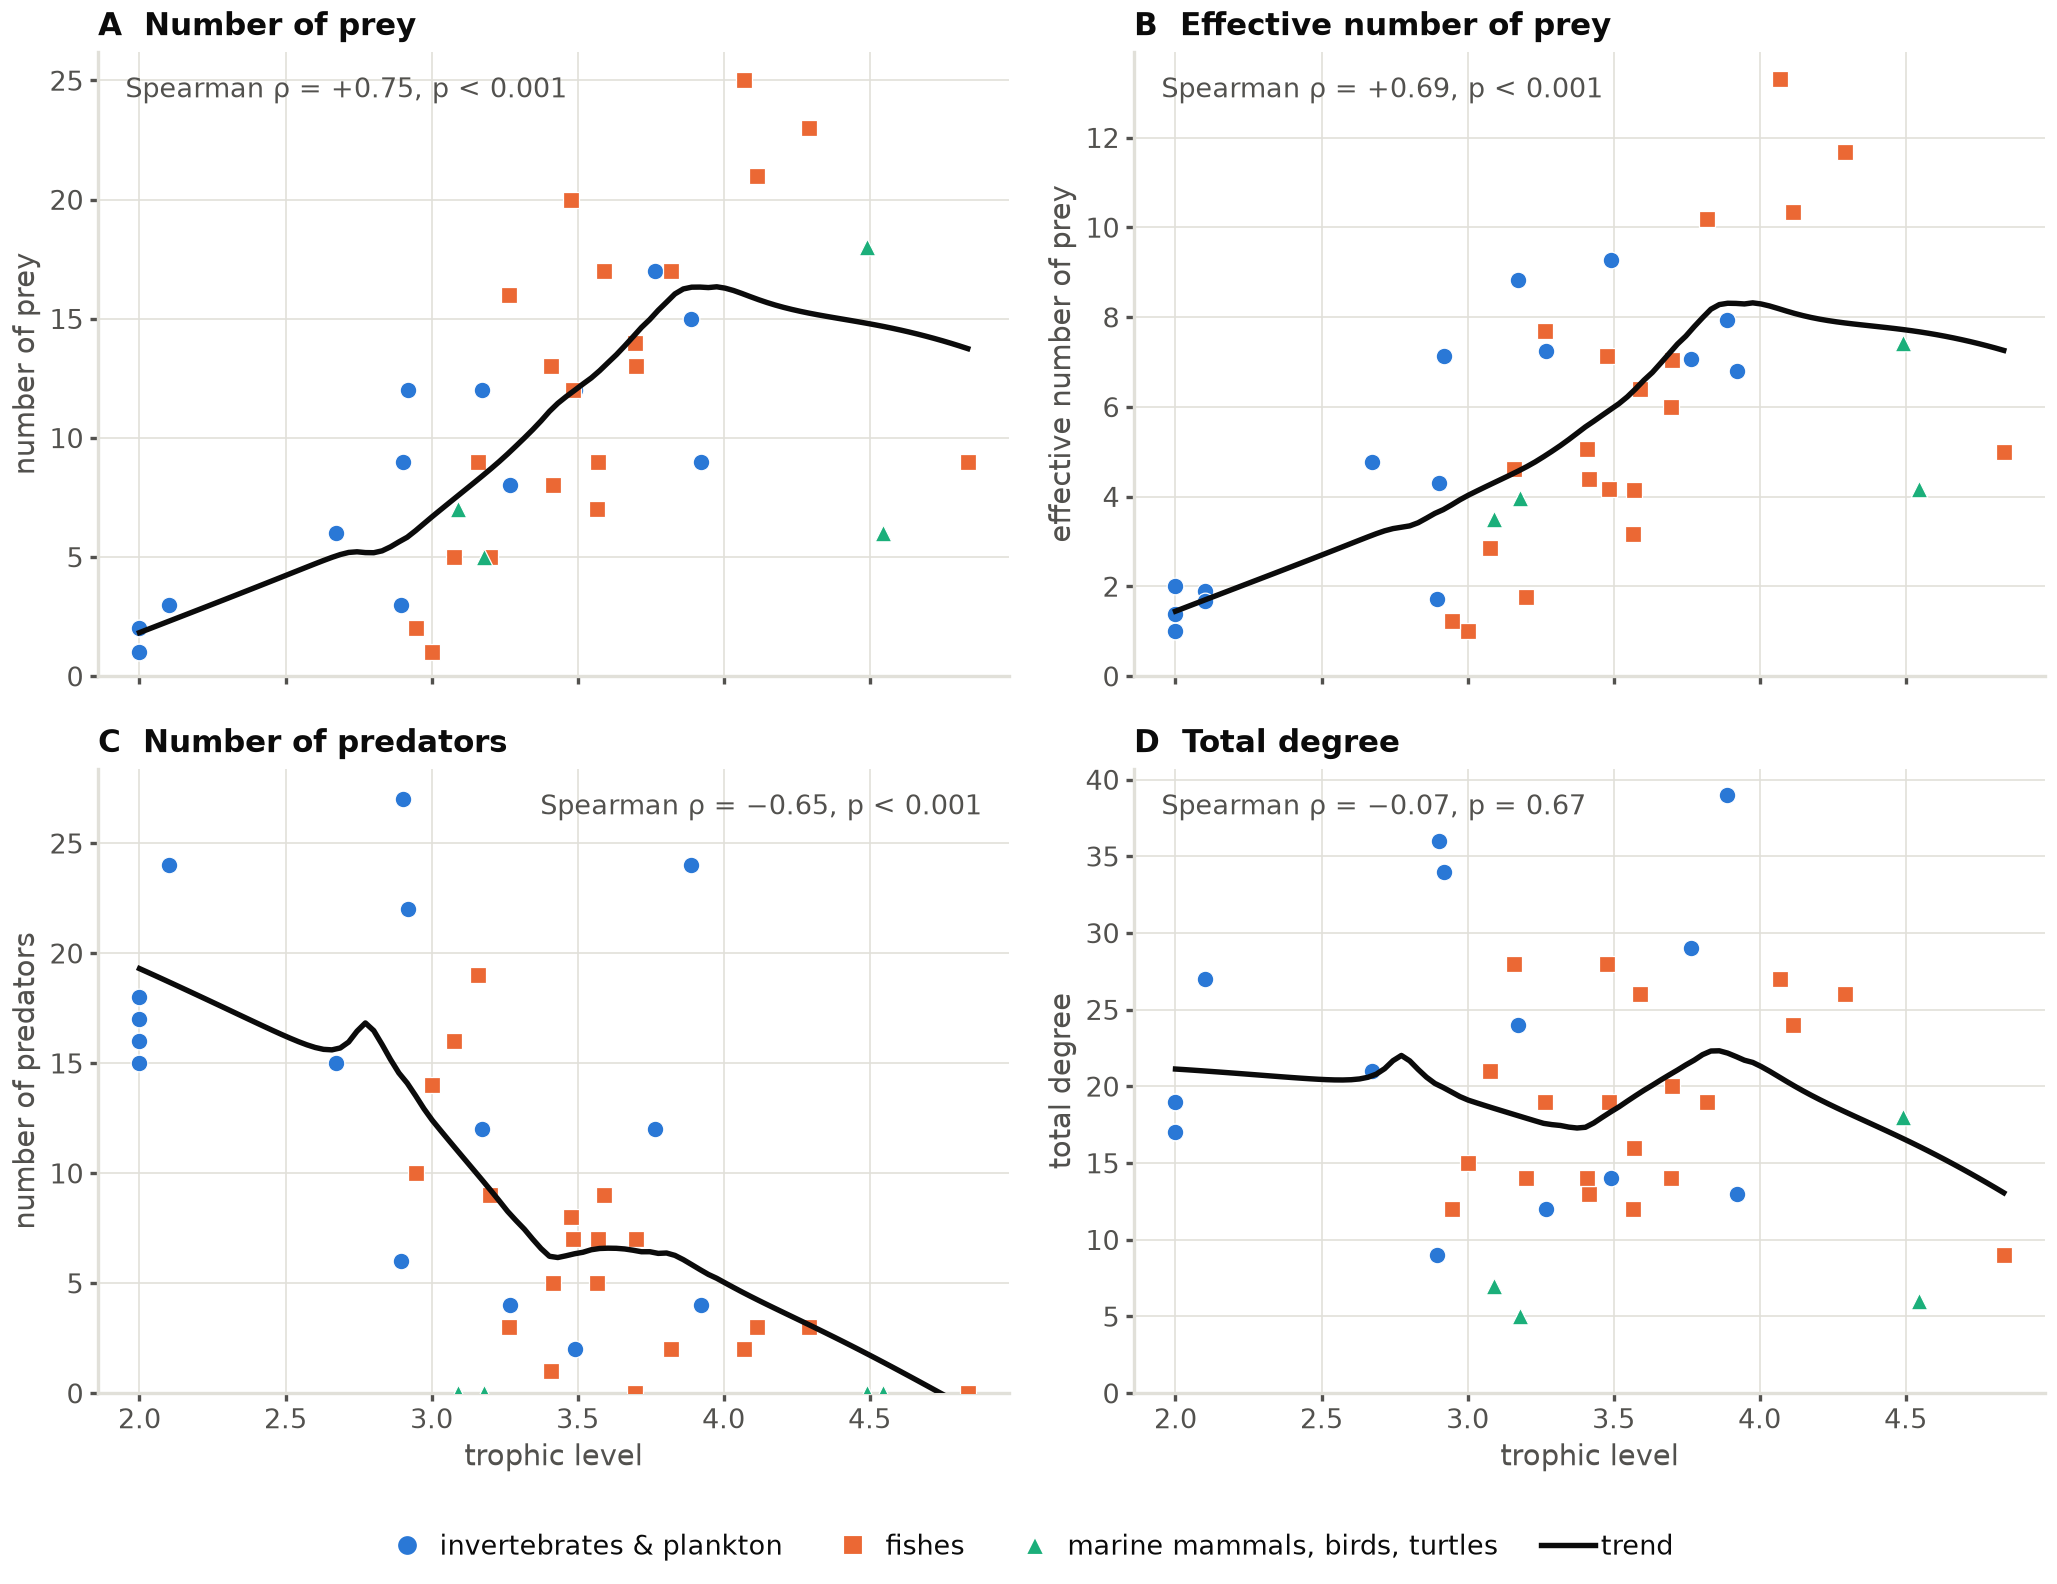 A Number of prey
Spearman ρ = +0.75, p < 0.001
number of prey
25
20
15
10
5
0
B Effective number of prey
Spearman ρ = +0.69, p < 0.001
effective number of prey
12
10
8
6
4
2
0
C Number of predators
Spearman ρ = −0.65, p < 0.001
number of predators
25
20
15
10
5
0
2.0 2.5 3.0 3.5 4.0 4.5
trophic level
D Total degree
Spearman ρ = −0.07, p = 0.67
total degree
40
35
30
25
20
15
10
5
0
2.0 2.5 3.0 3.5 4.0 4.5
trophic level
invertebrates & plankton fishes marine mammals, birds, turtles trend